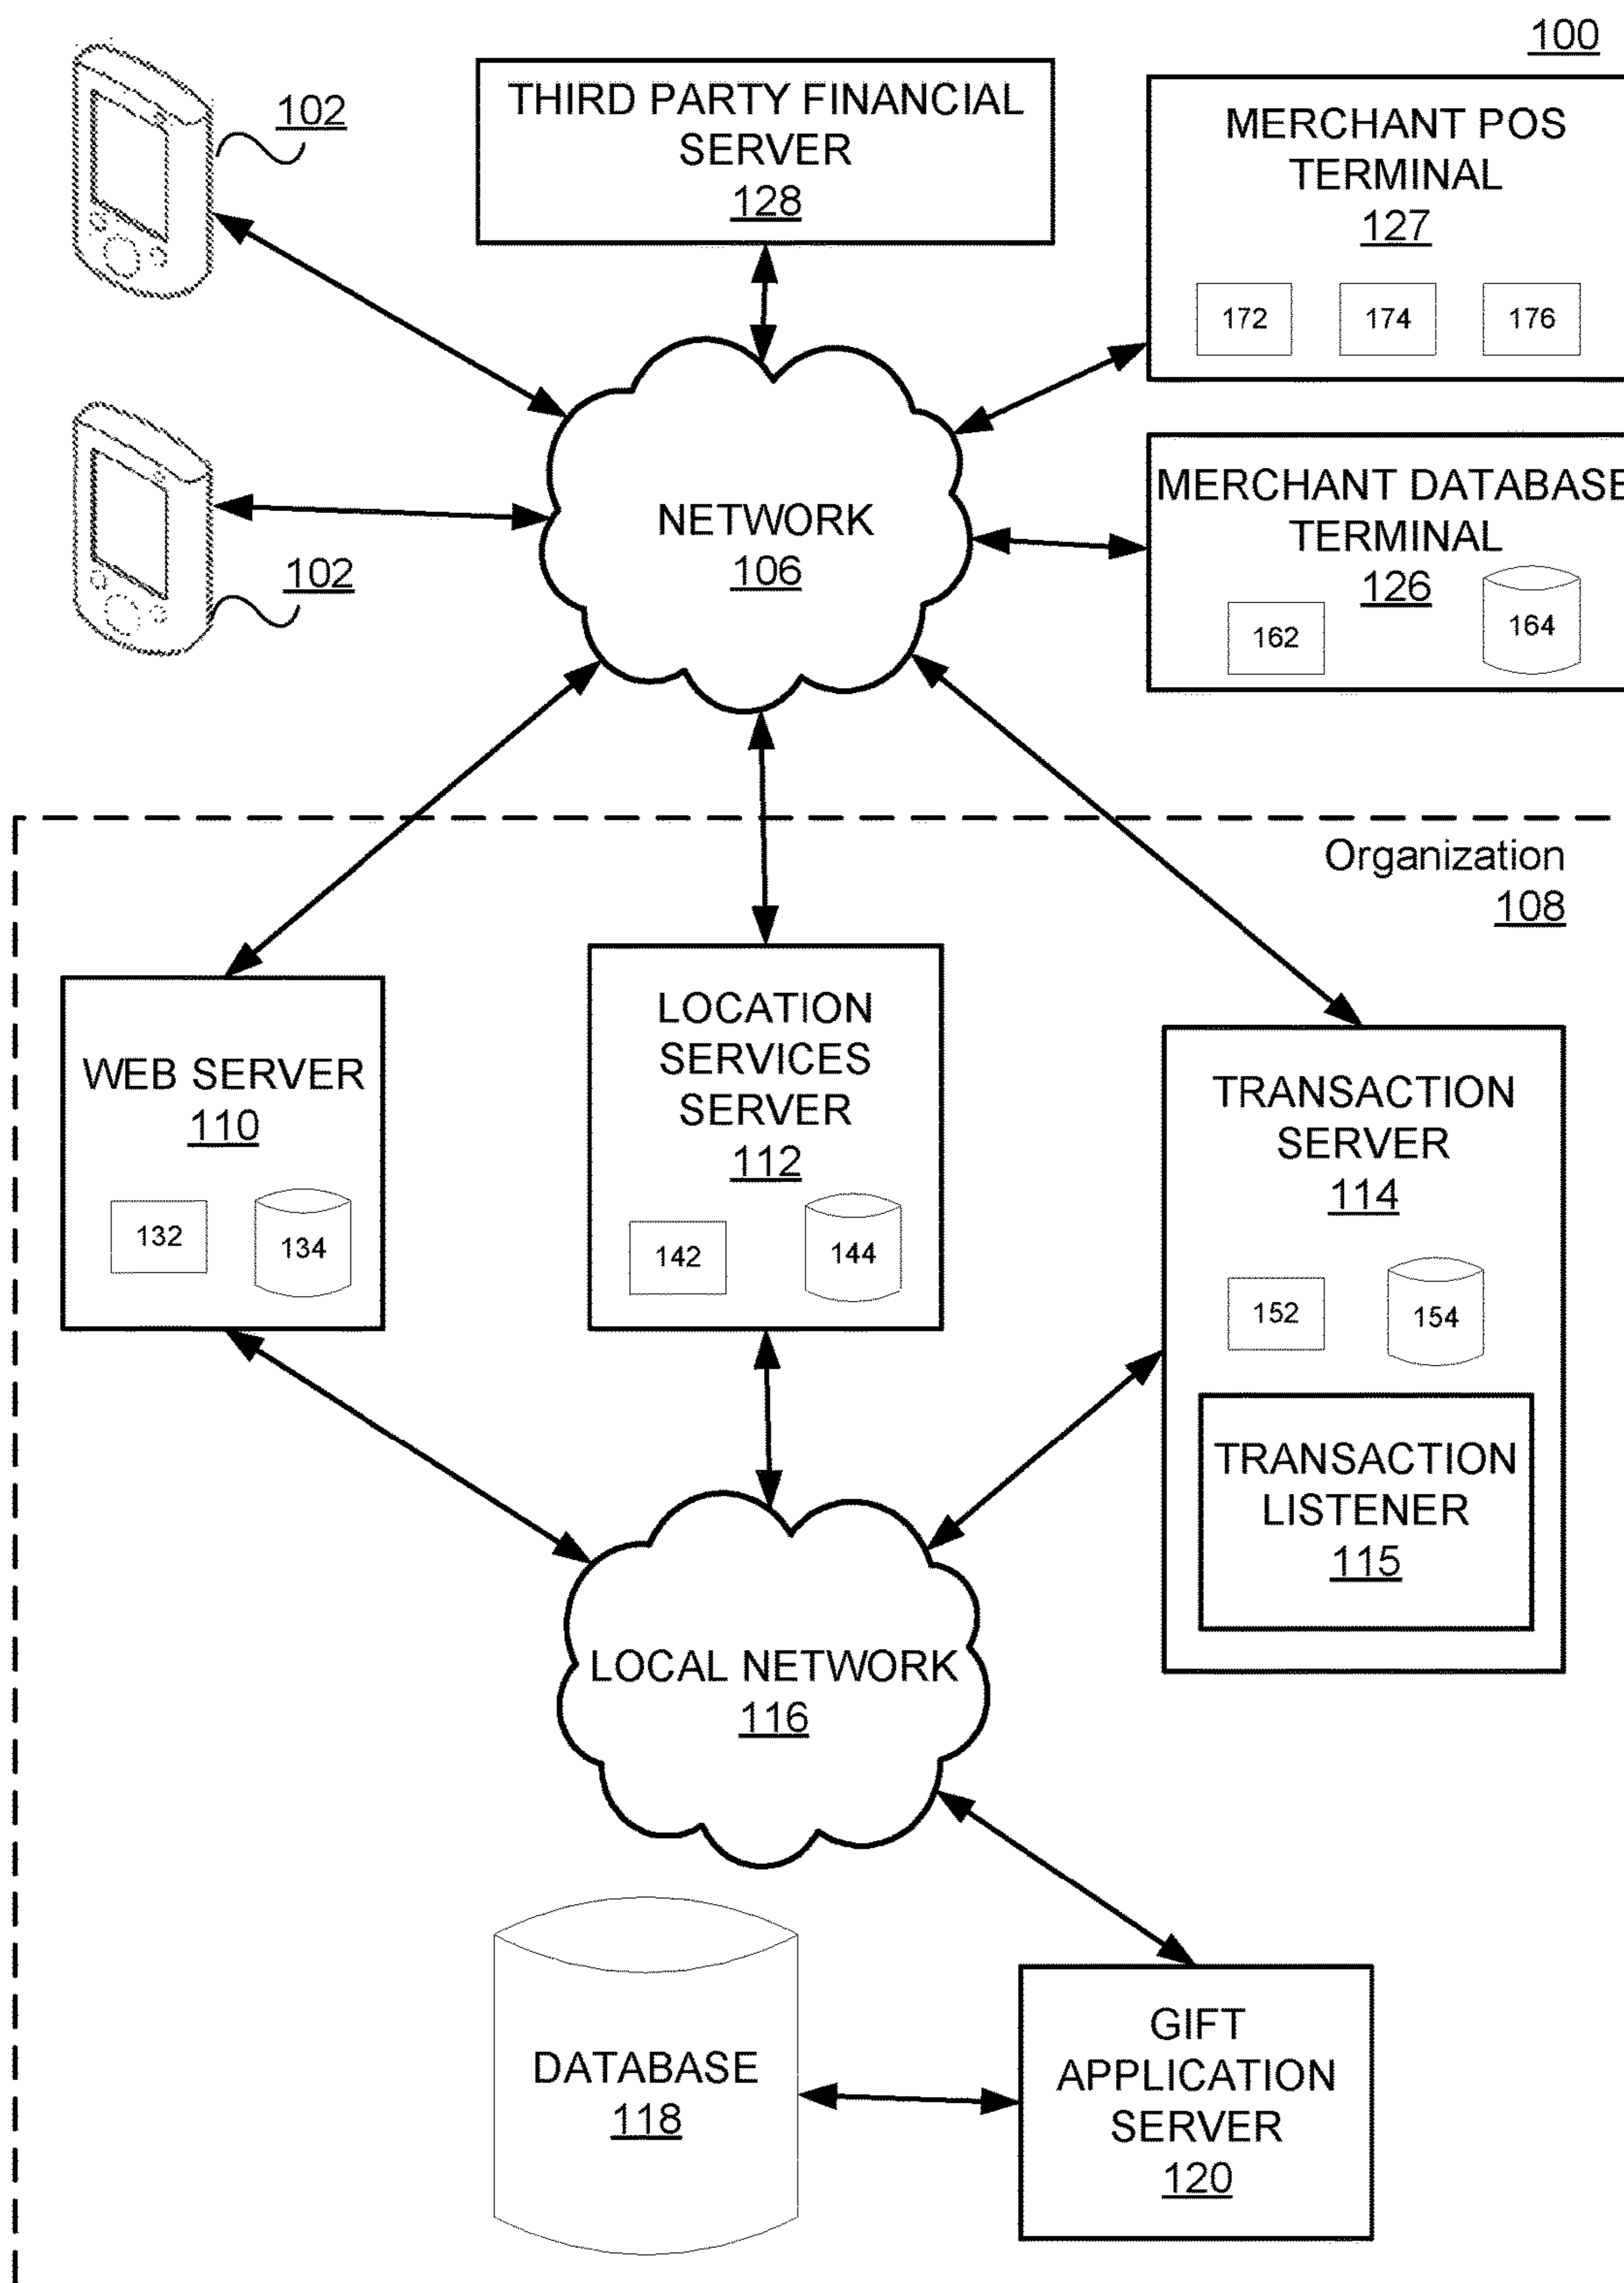 100
102
THIRD PARTY FINANCIAL
SERVER
128
MERCHANT POS
TERMINAL
127
172 174 176
102
NETWORK
106
MERCHANT DATABASE
TERMINAL
126
162 164
Organization
108
WEB SERVER
110
132 134
LOCATION
SERVICES
SERVER
112
142 144
TRANSACTION
SERVER
114
152 154
TRANSACTION
LISTENER
115
LOCAL NETWORK
116
DATABASE
118
GIFT
APPLICATION
SERVER
120